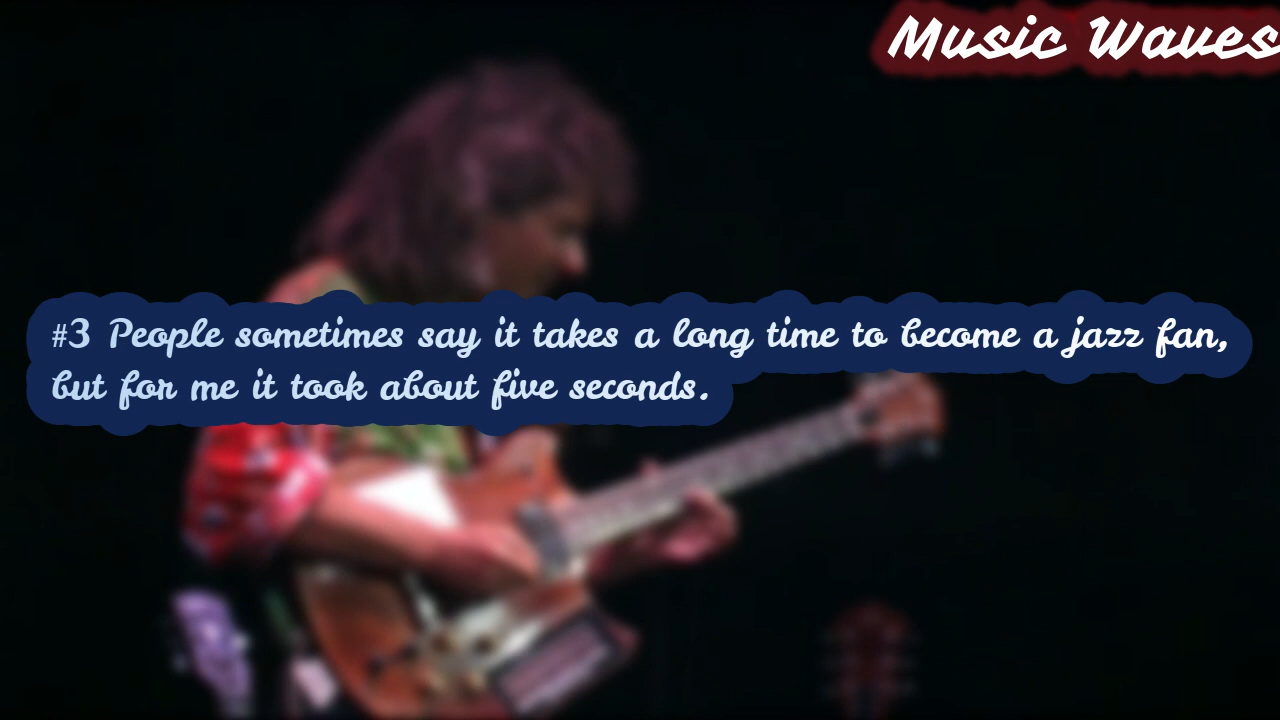 Music Waves
#3 People sometimes say it takes a long time to become a jazz fan,
but for me it took about five seconds.